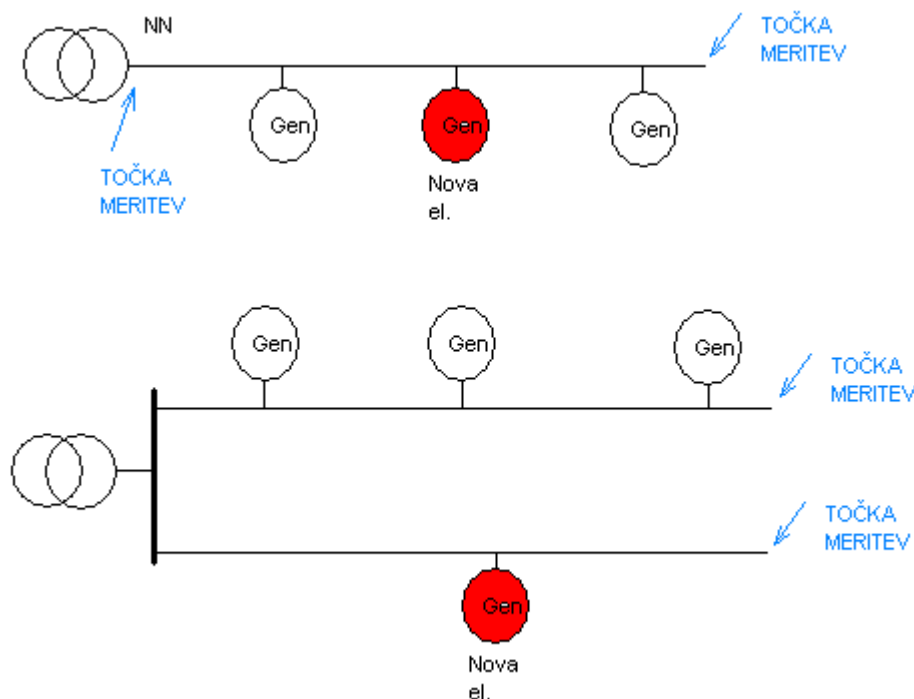 NN
TOČKA
MERITEV
Gen
Gen
Gen
TOČKA
MERITEV
Nova
el.
Gen
Gen
Gen
TOČKA
MERITEV
TOČKA
MERITEV
Gen
Nova
el.